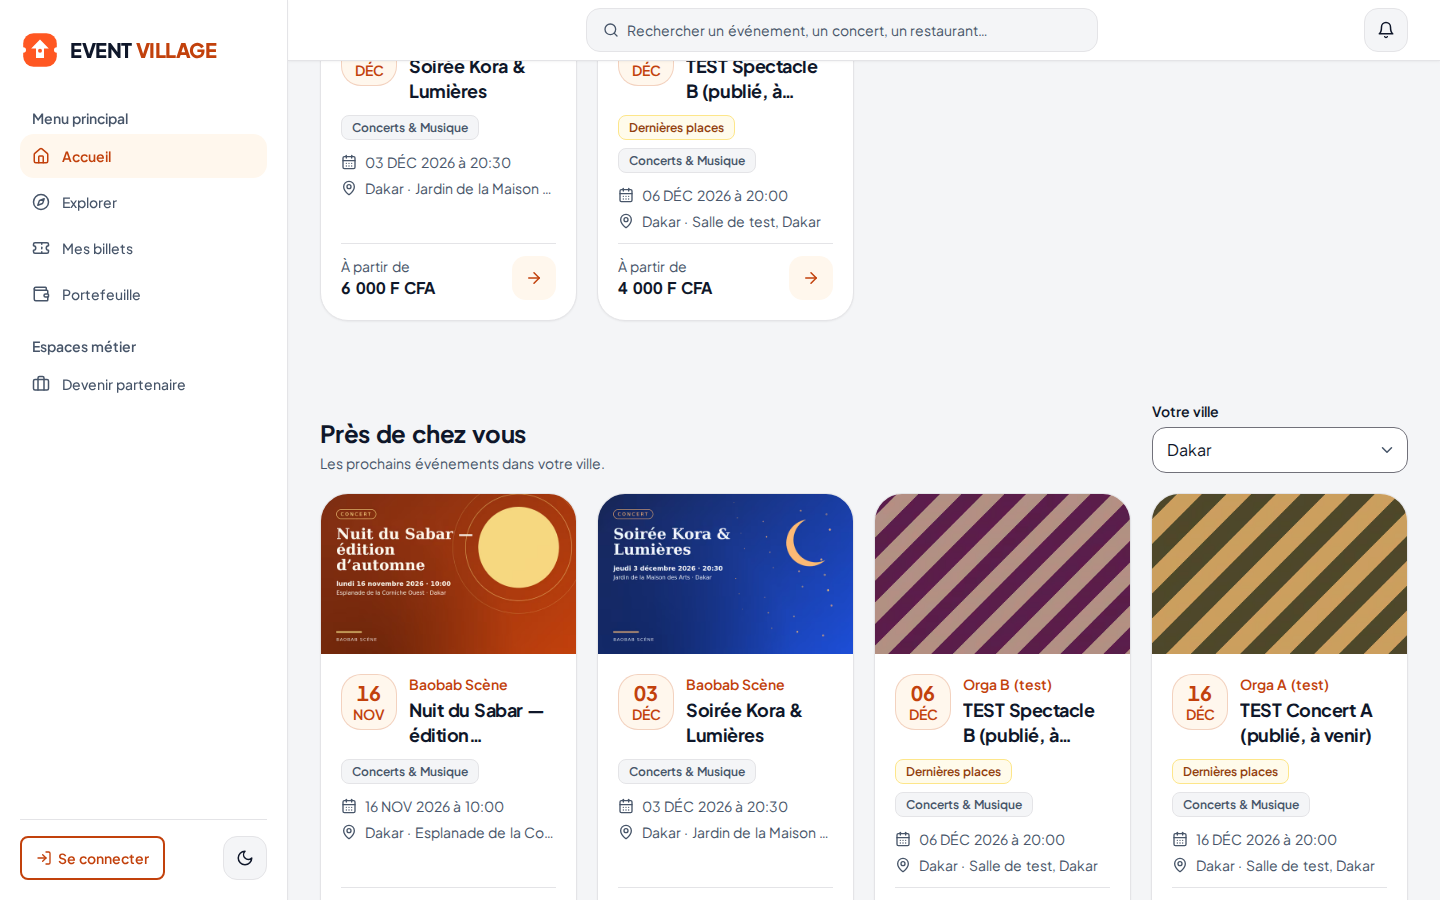 EVENT VILLAGE
Rechercher un événement, un concert, un restaurant…
Menu principal
Accueil
Explorer
Mes billets
Portefeuille
Espaces métier
Devenir partenaire
Se connecter
DÉC
Soirée Kora &
Lumières
Concerts & Musique
03 DÉC 2026 à 20:30
Dakar · Jardin de la Maison …
À partir de
6 000 F CFA
DÉC
TEST Spectacle
B (publié, à…
Dernières places
Concerts & Musique
06 DÉC 2026 à 20:00
Dakar · Salle de test, Dakar
À partir de
4 000 F CFA
Près de chez vous
Les prochains événements dans votre ville.
Votre ville
Dakar
CONCERT
Nuit du Sabar —
édition
d’automne
lundi 16 novembre 2026 · 10:00
Esplanade de la Corniche Ouest · Dakar
BAOBAB SCÈNE
16
NOV
Baobab Scène
Nuit du Sabar —
édition…
Concerts & Musique
16 NOV 2026 à 10:00
Dakar · Esplanade de la Co…
CONCERT
Soirée Kora &
Lumières
jeudi 3 décembre 2026 · 20:30
Jardin de la Maison des Arts · Dakar
BAOBAB SCÈNE
03
DÉC
Baobab Scène
Soirée Kora &
Lumières
Concerts & Musique
03 DÉC 2026 à 20:30
Dakar · Jardin de la Maison …
06
DÉC
Orga B (test)
TEST Spectacle
B (publié, à…
Dernières places
Concerts & Musique
06 DÉC 2026 à 20:00
Dakar · Salle de test, Dakar
16
DÉC
Orga A (test)
TEST Concert A
(publié, à venir)
Dernières places
Concerts & Musique
16 DÉC 2026 à 20:00
Dakar · Salle de test, Dakar